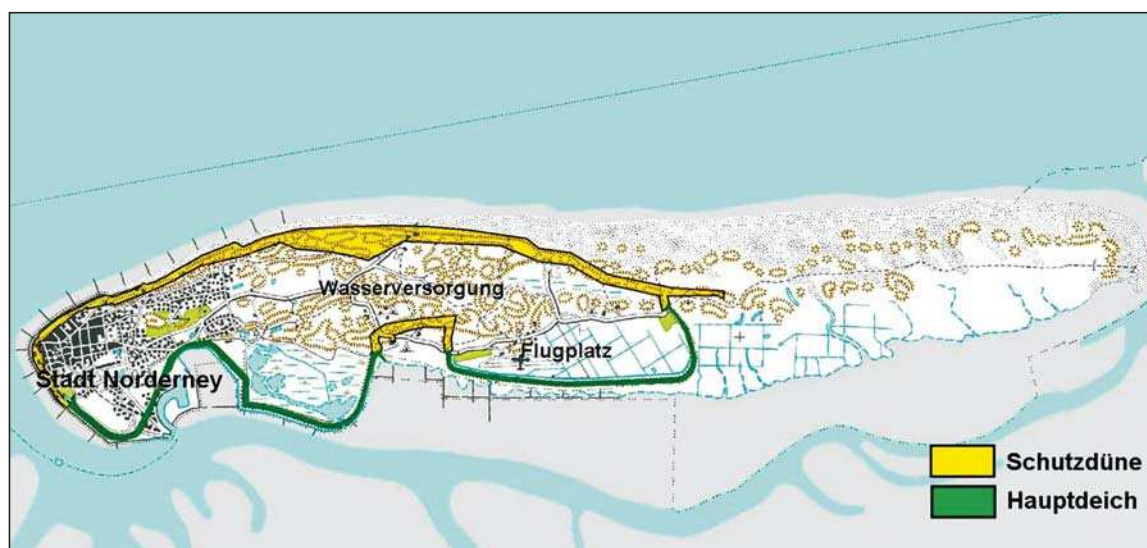 Wasserversorgung
Flugplatz
Stadt Norderney
Schutzdüne
Hauptdeich